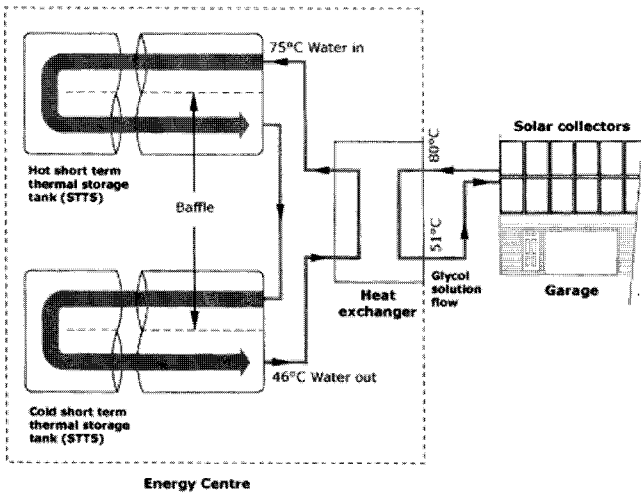 75°C Water in
Hot short term
thermal storage
tank (STTS)
Baffle
80°C
51°C
Solar collectors
Glycol
solution
flow
Heat
exchanger
Garage
46°C Water out
Cold short term
thermal storage
tank (STTS)
Energy Centre